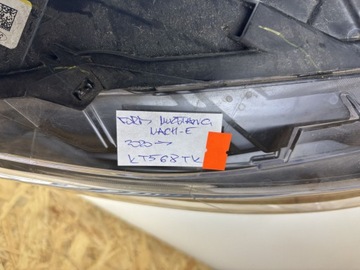 FORD MUSTANG
MACH-E
2020->
KT568TK